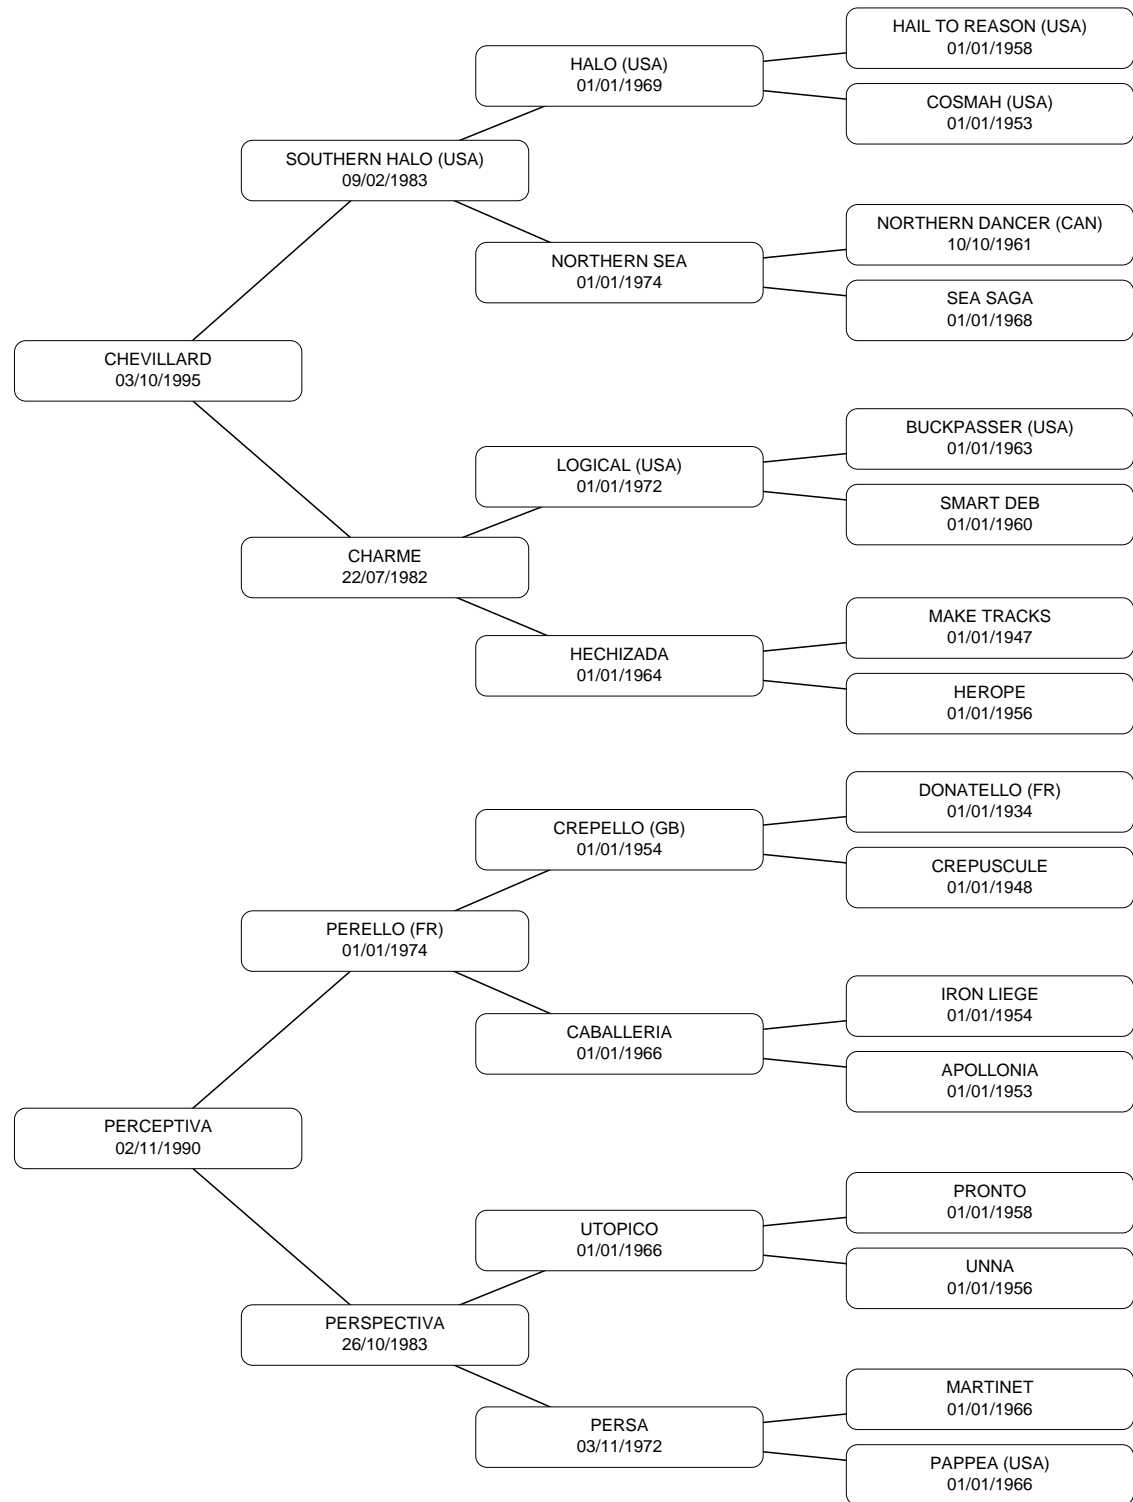 HAIL TO REASON (USA)
01/01/1958
HALO (USA)
01/01/1969
COSMAH (USA)
01/01/1953
SOUTHERN HALO (USA)
09/02/1983
NORTHERN DANCER (CAN)
10/10/1961
NORTHERN SEA
01/01/1974
SEA SAGA
01/01/1968
CHEVILLARD
03/10/1995
BUCKPASSER (USA)
01/01/1963
LOGICAL (USA)
01/01/1972
SMART DEB
01/01/1960
CHARME
22/07/1982
MAKE TRACKS
01/01/1947
HECHIZADA
01/01/1964
HEROPE
01/01/1956
DONATELLO (FR)
01/01/1934
CREPELLO (GB)
01/01/1954
CREPUSCULE
01/01/1948
PERELLO (FR)
01/01/1974
IRON LIEGE
01/01/1954
CABALLERIA
01/01/1966
APOLLONIA
01/01/1953
PERCEPTIVA
02/11/1990
PRONTO
01/01/1958
UTOPICO
01/01/1966
UNNA
01/01/1956
PERSPECTIVA
26/10/1983
MARTINET
01/01/1966
PERSA
03/11/1972
PAPPEA (USA)
01/01/1966